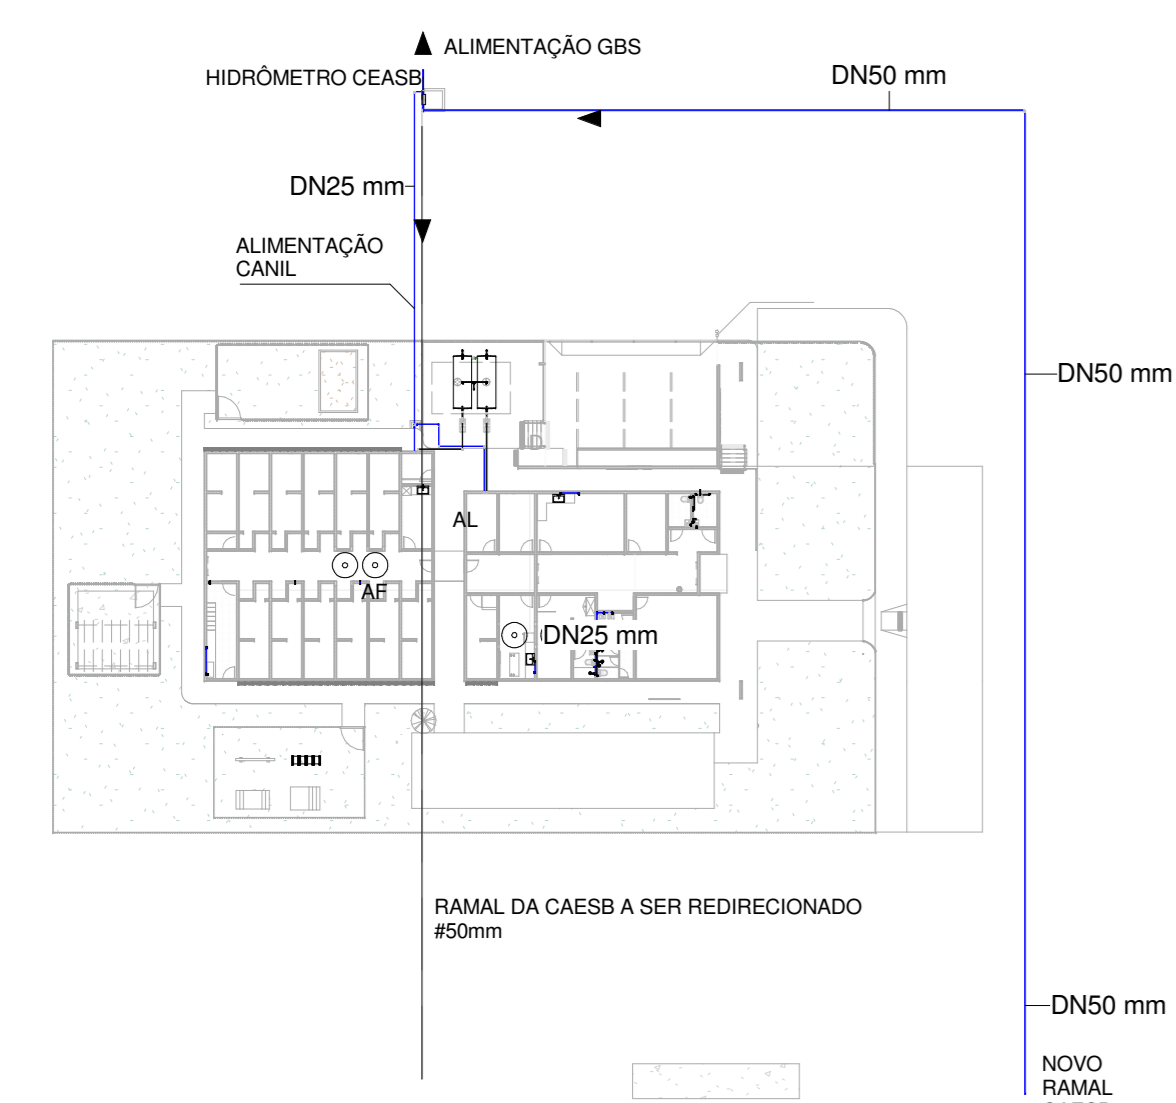 ALIMENTAÇÃO GBS
HIDRÔMETRO CEASB
DN50 mm
DN25 mm
ALIMENTAÇÃO
CANIL
DN50 mm
AL
AF
DN25 mm
RAMAL DA CAESB A SER REDIRECIONADO
#50mm
DN50 mm
NOVO
RAMAL